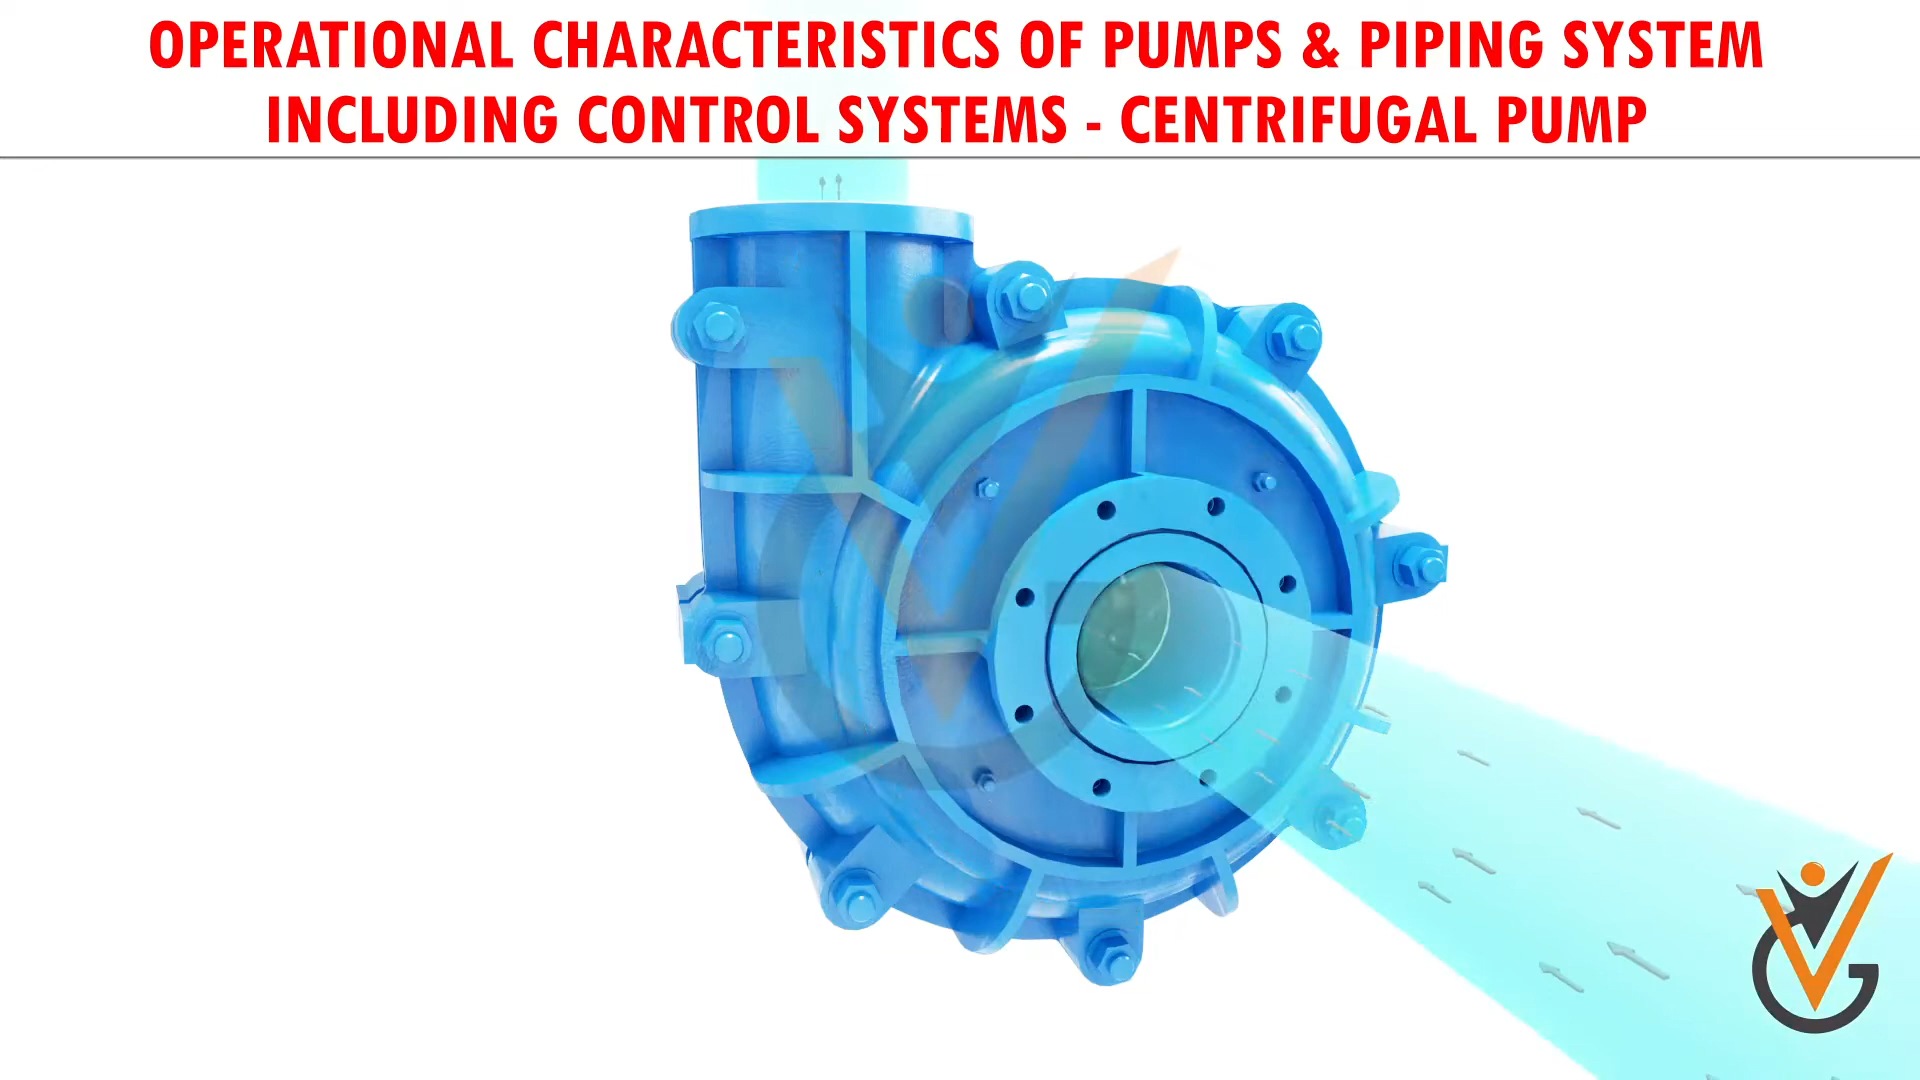 OPERATIONAL CHARACTERISTICS OF PUMPS & PIPING SYSTEM
INCLUDING CONTROL SYSTEMS - CENTRIFUGAL PUMP